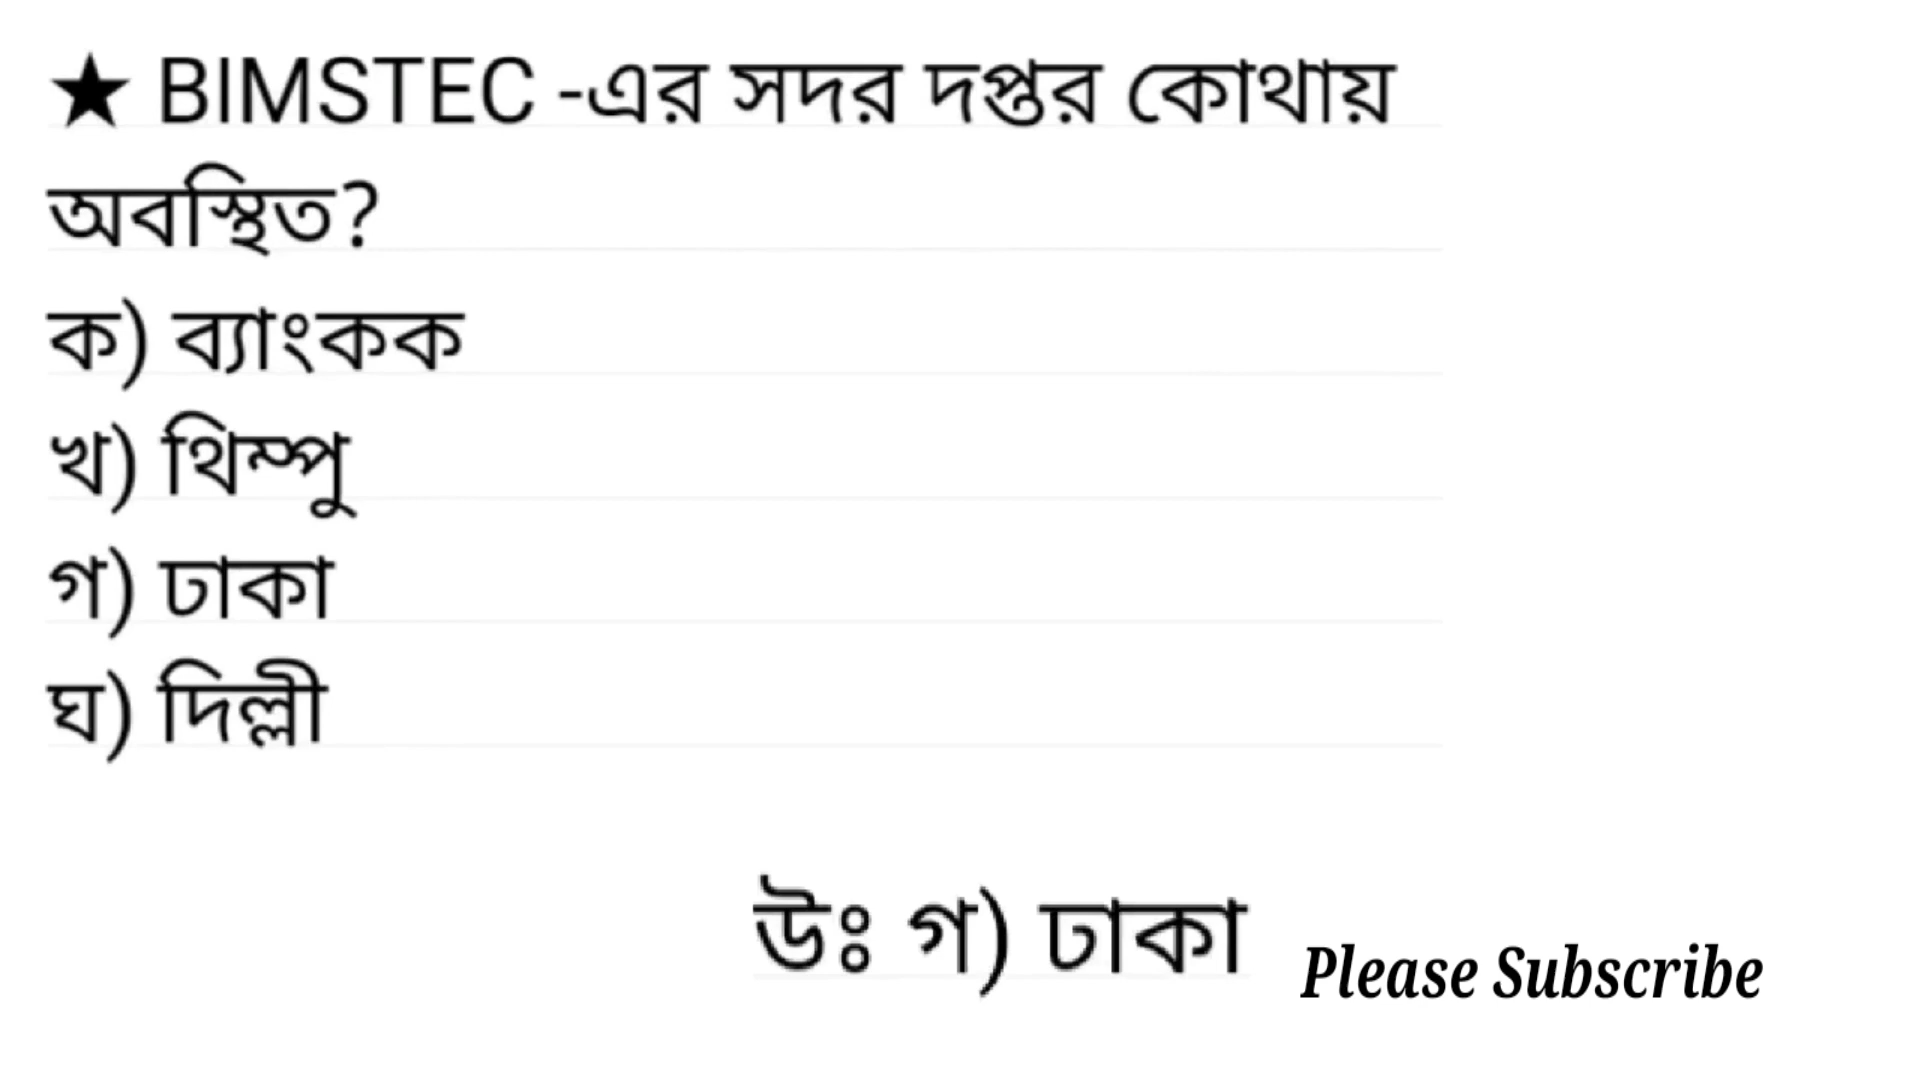 ★ BIMSTEC -এর সদর দপ্তর কোথায়
অবস্থিত?
ক) ব্যাংকক
খ) থিম্পু
গ) ঢাকা
ঘ) দিল্লী
উঃ গ) ঢাকা
Please Subscribe